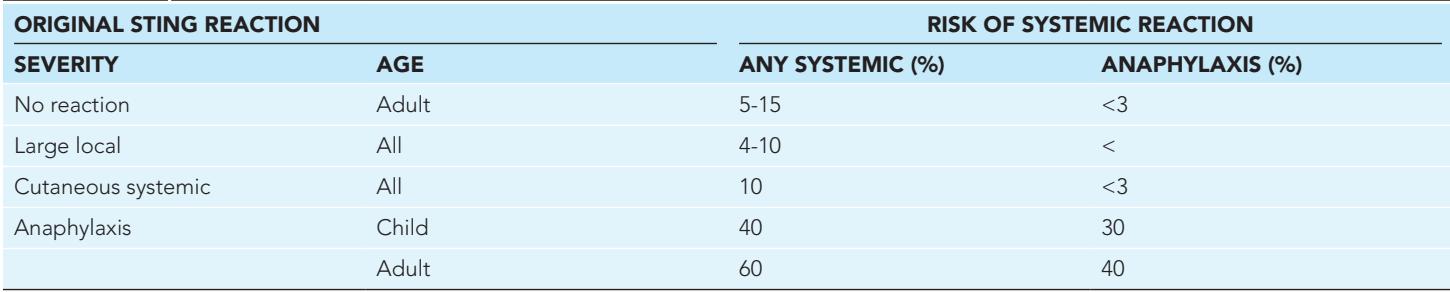 ORIGINAL STING REACTION RISK OF SYSTEMIC REACTION
SEVERITY AGE ANY SYSTEMIC (%) ANAPHYLAXIS (%)
No reaction Adult 5-15 <3
Large local All 4-10 <
Cutaneous systemic All 10 <3
Anaphylaxis Child 40 30
Adult 60 40